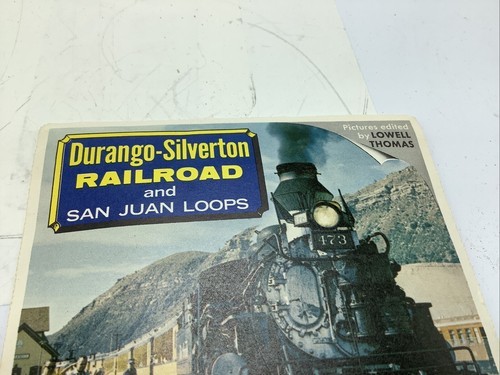 Durango-Silverton
RAILROAD
and
SAN JUAN LOOPS
Pictures edited
by LOWELL
THOMAS
473